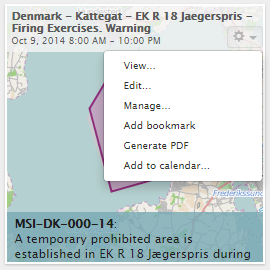 Denmark - Kattegat - EK R 18 Jaegerspris -
Firing Exercises. Warning
Oct 9, 2014 8:00 AM - 10:00 PM
View...
Edit...
Manage...
Add bookmark
Generate PDF
Add to calendar...
MSI-DK-000-14:
A temporary prohibited area is
established in EK R 18 Jægerspris during